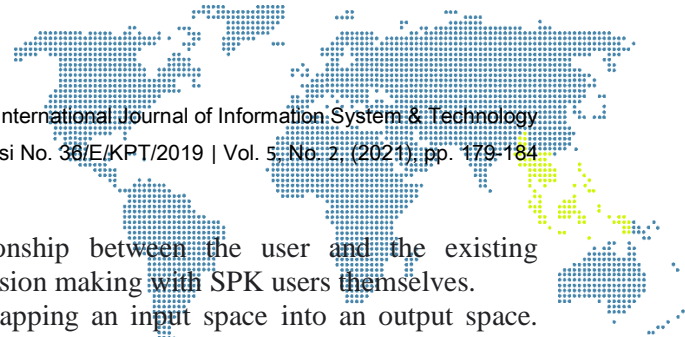 nternational Journal of Information System & Technology
si No. 36/E/KPT/2019 | Vol. 5, No. 2, (2021), pp. 179-184
onship between the user and the existing
sion making with SPK users themselves.
apping an input space into an output space.